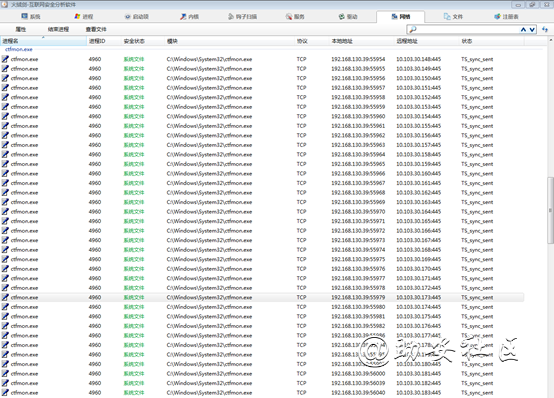 火绒剑-互联网安全分析软件
系统 进程 启动项 内核 钩子扫描 服务 驱动 网络 文件 注册表
属性 结束进程 查看文件
进程名 进程ID 安全状态 模块 协议 本地地址 远程地址 状态
ctfmon.exe
ctfmon.exe 4960 系统文件 C:\Windows\System32\ctfmon.exe TCP 192.168.130.39:55954 10.103.30.148:445 TS_sync_sent
ctfmon.exe 4960 系统文件 C:\Windows\System32\ctfmon.exe TCP 192.168.130.39:55955 10.103.30.149:445 TS_sync_sent
ctfmon.exe 4960 系统文件 C:\Windows\System32\ctfmon.exe TCP 192.168.130.39:55956 10.103.30.150:445 TS_sync_sent
ctfmon.exe 4960 系统文件 C:\Windows\System32\ctfmon.exe TCP 192.168.130.39:55957 10.103.30.151:445 TS_sync_sent
ctfmon.exe 4960 系统文件 C:\Windows\System32\ctfmon.exe TCP 192.168.130.39:55958 10.103.30.152:445 TS_sync_sent
ctfmon.exe 4960 系统文件 C:\Windows\System32\ctfmon.exe TCP 192.168.130.39:55959 10.103.30.153:445 TS_sync_sent
ctfmon.exe 4960 系统文件 C:\Windows\System32\ctfmon.exe TCP 192.168.130.39:55960 10.103.30.154:445 TS_sync_sent
ctfmon.exe 4960 系统文件 C:\Windows\System32\ctfmon.exe TCP 192.168.130.39:55961 10.103.30.155:445 TS_sync_sent
ctfmon.exe 4960 系统文件 C:\Windows\System32\ctfmon.exe TCP 192.168.130.39:55962 10.103.30.156:445 TS_sync_sent
ctfmon.exe 4960 系统文件 C:\Windows\System32\ctfmon.exe TCP 192.168.130.39:55963 10.103.30.157:445 TS_sync_sent
ctfmon.exe 4960 系统文件 C:\Windows\System32\ctfmon.exe TCP 192.168.130.39:55964 10.103.30.158:445 TS_sync_sent
ctfmon.exe 4960 系统文件 C:\Windows\System32\ctfmon.exe TCP 192.168.130.39:55965 10.103.30.159:445 TS_sync_sent
ctfmon.exe 4960 系统文件 C:\Windows\System32\ctfmon.exe TCP 192.168.130.39:55966 10.103.30.160:445 TS_sync_sent
ctfmon.exe 4960 系统文件 C:\Windows\System32\ctfmon.exe TCP 192.168.130.39:55967 10.103.30.161:445 TS_sync_sent
ctfmon.exe 4960 系统文件 C:\Windows\System32\ctfmon.exe TCP 192.168.130.39:55968 10.103.30.162:445 TS_sync_sent
ctfmon.exe 4960 系统文件 C:\Windows\System32\ctfmon.exe TCP 192.168.130.39:55969 10.103.30.163:445 TS_sync_sent
ctfmon.exe 4960 系统文件 C:\Windows\System32\ctfmon.exe TCP 192.168.130.39:55970 10.103.30.164:445 TS_sync_sent
ctfmon.exe 4960 系统文件 C:\Windows\System32\ctfmon.exe TCP 192.168.130.39:55971 10.103.30.165:445 TS_sync_sent
ctfmon.exe 4960 系统文件 C:\Windows\System32\ctfmon.exe TCP 192.168.130.39:55972 10.103.30.166:445 TS_sync_sent
ctfmon.exe 4960 系统文件 C:\Windows\System32\ctfmon.exe TCP 192.168.130.39:55973 10.103.30.167:445 TS_sync_sent
ctfmon.exe 4960 系统文件 C:\Windows\System32\ctfmon.exe TCP 192.168.130.39:55974 10.103.30.168:445 TS_sync_sent
ctfmon.exe 4960 系统文件 C:\Windows\System32\ctfmon.exe TCP 192.168.130.39:55975 10.103.30.169:445 TS_sync_sent
ctfmon.exe 4960 系统文件 C:\Windows\System32\ctfmon.exe TCP 192.168.130.39:55976 10.103.30.170:445 TS_sync_sent
ctfmon.exe 4960 系统文件 C:\Windows\System32\ctfmon.exe TCP 192.168.130.39:55977 10.103.30.171:445 TS_sync_sent
ctfmon.exe 4960 系统文件 C:\Windows\System32\ctfmon.exe TCP 192.168.130.39:55978 10.103.30.172:445 TS_sync_sent
ctfmon.exe 4960 系统文件 C:\Windows\System32\ctfmon.exe TCP 192.168.130.39:55979 10.103.30.173:445 TS_sync_sent
ctfmon.exe 4960 系统文件 C:\Windows\System32\ctfmon.exe TCP 192.168.130.39:55980 10.103.30.174:445 TS_sync_sent
ctfmon.exe 4960 系统文件 C:\Windows\System32\ctfmon.exe TCP 192.168.130.39:55981 10.103.30.175:445 TS_sync_sent
ctfmon.exe 4960 系统文件 C:\Windows\System32\ctfmon.exe TCP 192.168.130.39:55982 10.103.30.176:445 TS_sync_sent
ctfmon.exe 4960 系统文件 C:\Windows\System32\ctfmon.exe TCP 10.103.30.177:445
ctfmon.exe 4960 系统文件 C:\Windows\System32\ctfmon.exe TCP
ctfmon.exe 4960 系统文件 C:\Windows\System32\ctfmon.exe TCP
ctfmon.exe 4960 系统文件 C:\Windows\System32\ctfmon.exe TCP 10.103.30.180:445 TS_sync_sent
ctfmon.exe 4960 系统文件 C:\Windows\System32\ctfmon.exe TCP 192.168.130.39:56000 10.103.30.181:445 TS_sync_sent
ctfmon.exe 4960 系统文件 C:\Windows\System32\ctfmon.exe TCP 192.168.130.39:56039 10.103.30.182:445 TS_sync_sent
ctfmon.exe 4960 系统文件 C:\Windows\System32\ctfmon.exe TCP 192.168.130.39:56040 10.103.30.183:445 TS_sync_sent